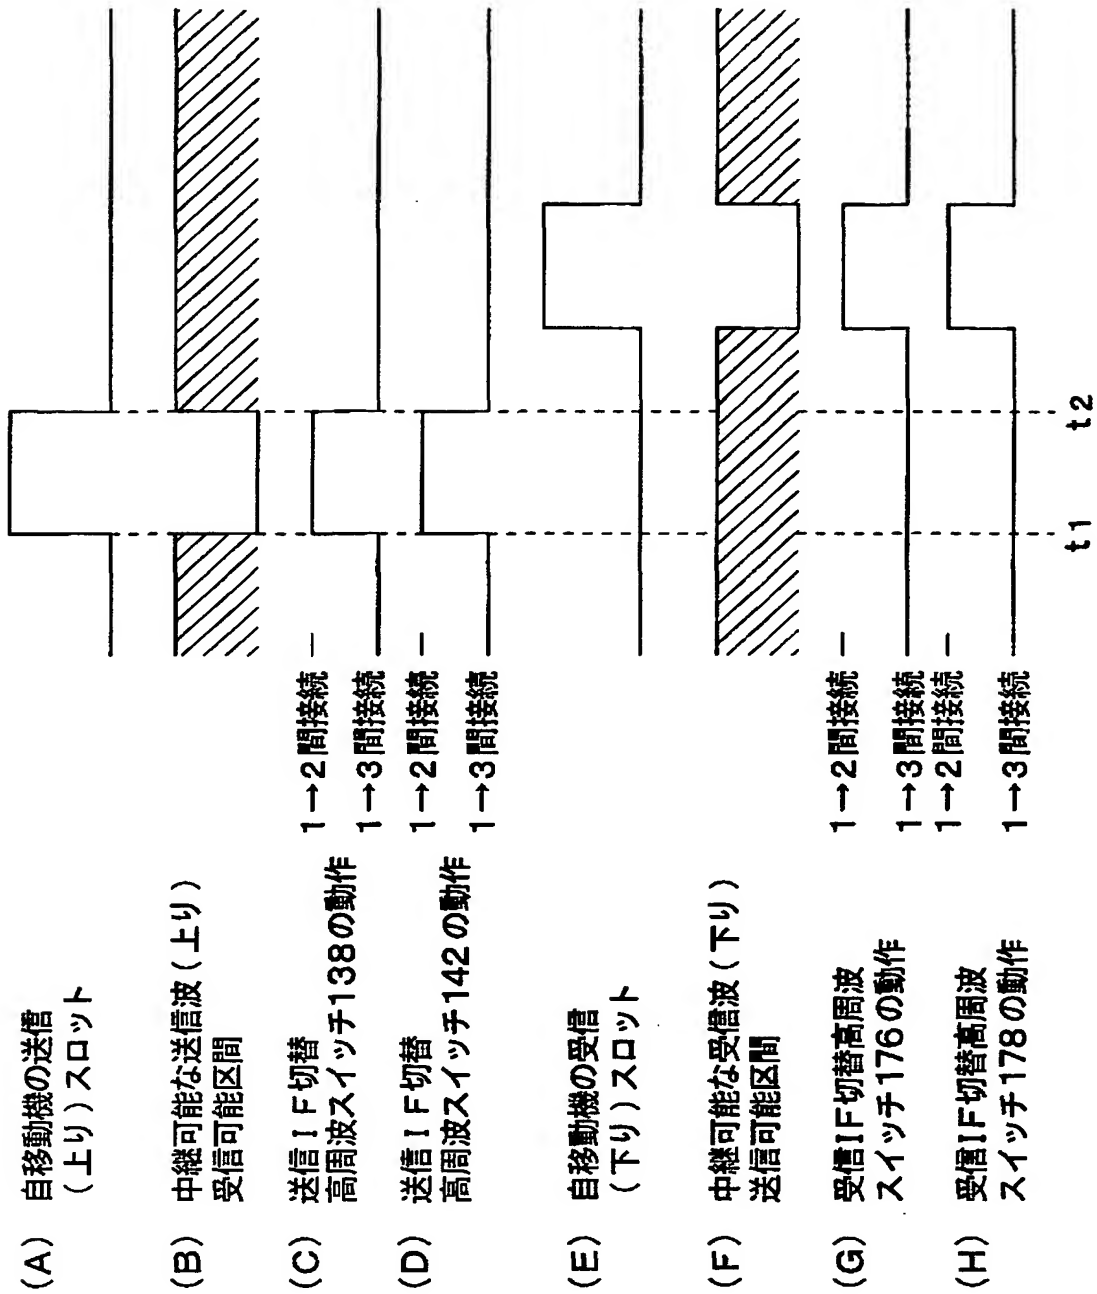 (A) 自移動機の送信
(上り)スロット
(B) 中継可能な送信波(上り)
受信可能区間
(C) 送信IF切替
高周波スイッチ138の動作
1→2間接続
1→3間接続
(D) 送信IF切替
高周波スイッチ142の動作
1→2間接続
1→3間接続
(E) 自移動機の受信
(下り)スロット
(F) 中継可能な受信波(下り)
送信可能区間
(G) 受信IF切替高周波
スイッチ176の動作
1→2間接続
1→3間接続
(H) 受信IF切替高周波
スイッチ178の動作
1→2間接続
1→3間接続
t1
t2